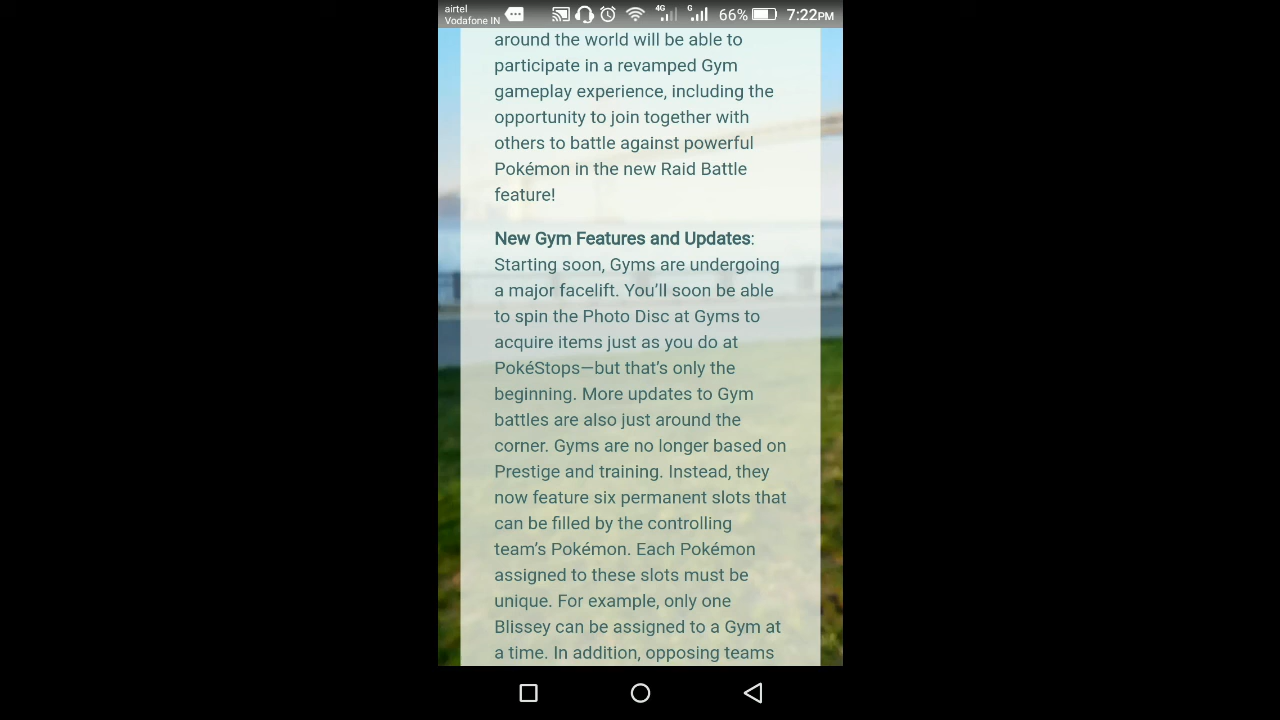 airtel
Vodafone IN
4G
G
66%
7:22PM
around the world will be able to
participate in a revamped Gym
gameplay experience, including the
opportunity to join together with
others to battle against powerful
Pokémon in the new Raid Battle
feature!
New Gym Features and Updates:
Starting soon, Gyms are undergoing
a major facelift. You’ll soon be able
to spin the Photo Disc at Gyms to
acquire items just as you do at
PokéStops—but that’s only the
beginning. More updates to Gym
battles are also just around the
corner. Gyms are no longer based on
Prestige and training. Instead, they
now feature six permanent slots that
can be filled by the controlling
team’s Pokémon. Each Pokémon
assigned to these slots must be
unique. For example, only one
Blissey can be assigned to a Gym at
a time. In addition, opposing teams